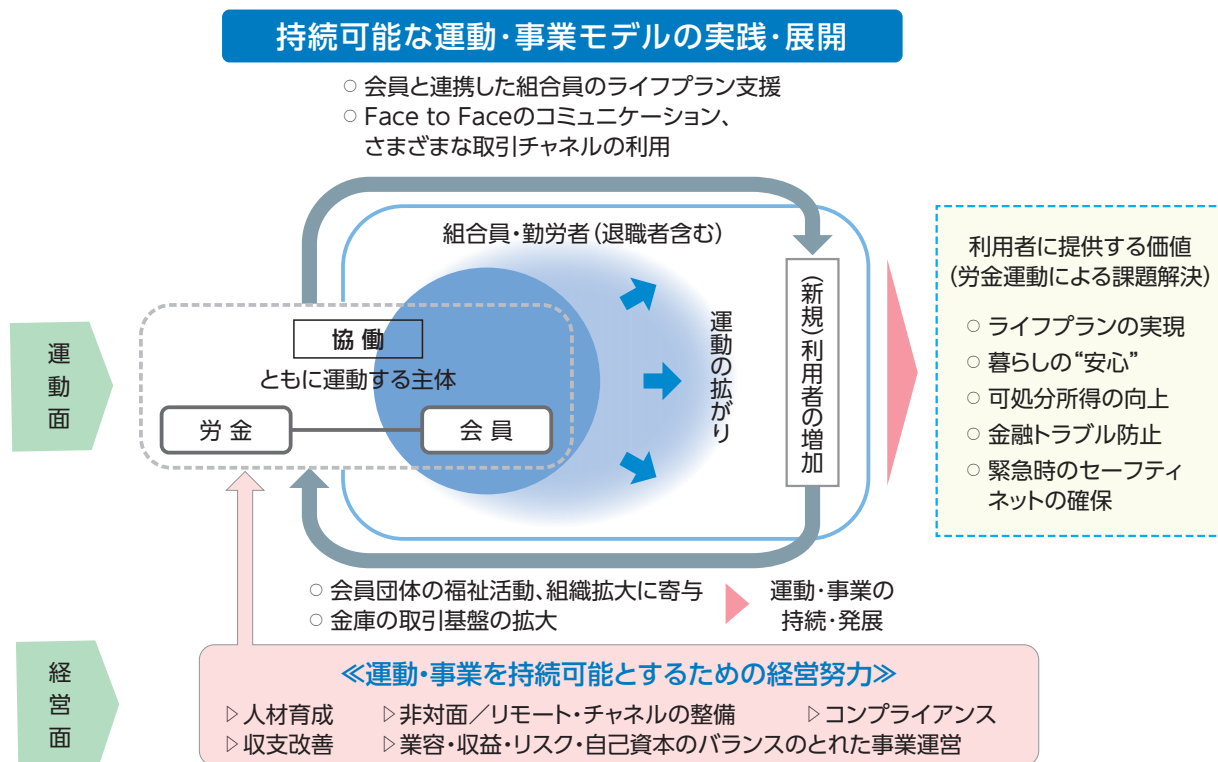 持続可能な運動・事業モデルの実践・展開
○ 会員と連携した組合員のライフプラン支援
○ Face to Faceのコミュニケーション、
さまざまな取引チャネルの利用
組合員・勤労者（退職者含む）
協働
ともに運動する主体
労金
会員
運動の拡がり
（新規）利用者の増加
利用者に提供する価値
（労金運動による課題解決）
○ ライフプランの実現
○ 暮らしの“安心”
○ 可処分所得の向上
○ 金融トラブル防止
○ 緊急時のセーフティ
ネットの確保
運動面
○ 会員団体の福祉活動、組織拡大に寄与
○ 金庫の取引基盤の拡大
運動・事業の
持続・発展
経営面
≪運動・事業を持続可能とするための経営努力≫
▷人材育成 ▷非対面／リモート・チャネルの整備 ▷コンプライアンス
▷収支改善 ▷業容・収益・リスク・自己資本のバランスのとれた事業運営